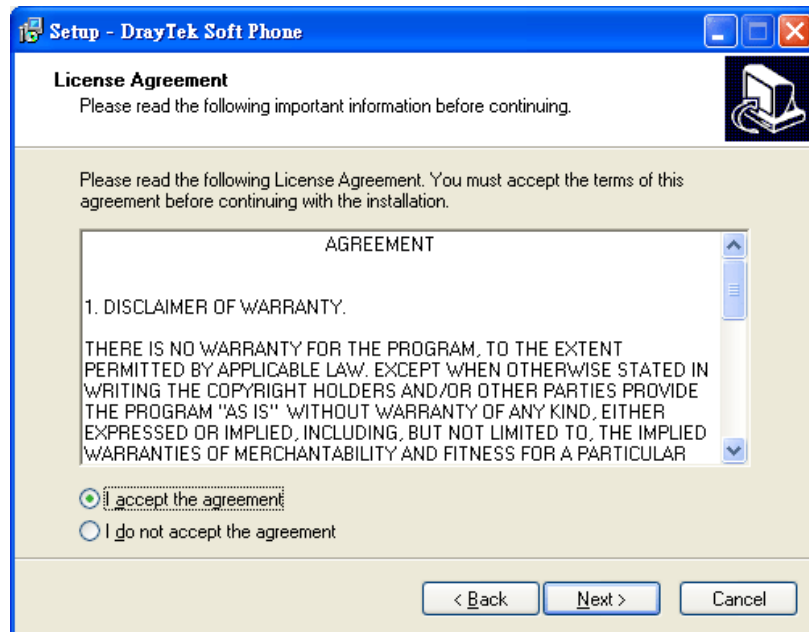 Setup - DrayTek Soft Phone
License Agreement
Please read the following important information before continuing.
Please read the following License Agreement. You must accept the terms of this
agreement before continuing with the installation.
AGREEMENT
1. DISCLAIMER OF WARRANTY.
THERE IS NO WARRANTY FOR THE PROGRAM, TO THE EXTENT
PERMITTED BY APPLICABLE LAW. EXCEPT WHEN OTHERWISE STATED IN
WRITING THE COPYRIGHT HOLDERS AND/OR OTHER PARTIES PROVIDE
THE PROGRAM "AS IS" WITHOUT WARRANTY OF ANY KIND, EITHER
EXPRESSED OR IMPLIED, INCLUDING, BUT NOT LIMITED TO, THE IMPLIED
WARRANTIES OF MERCHANTABILITY AND FITNESS FOR A PARTICULAR
I accept the agreement
I do not accept the agreement
< Back Next > Cancel